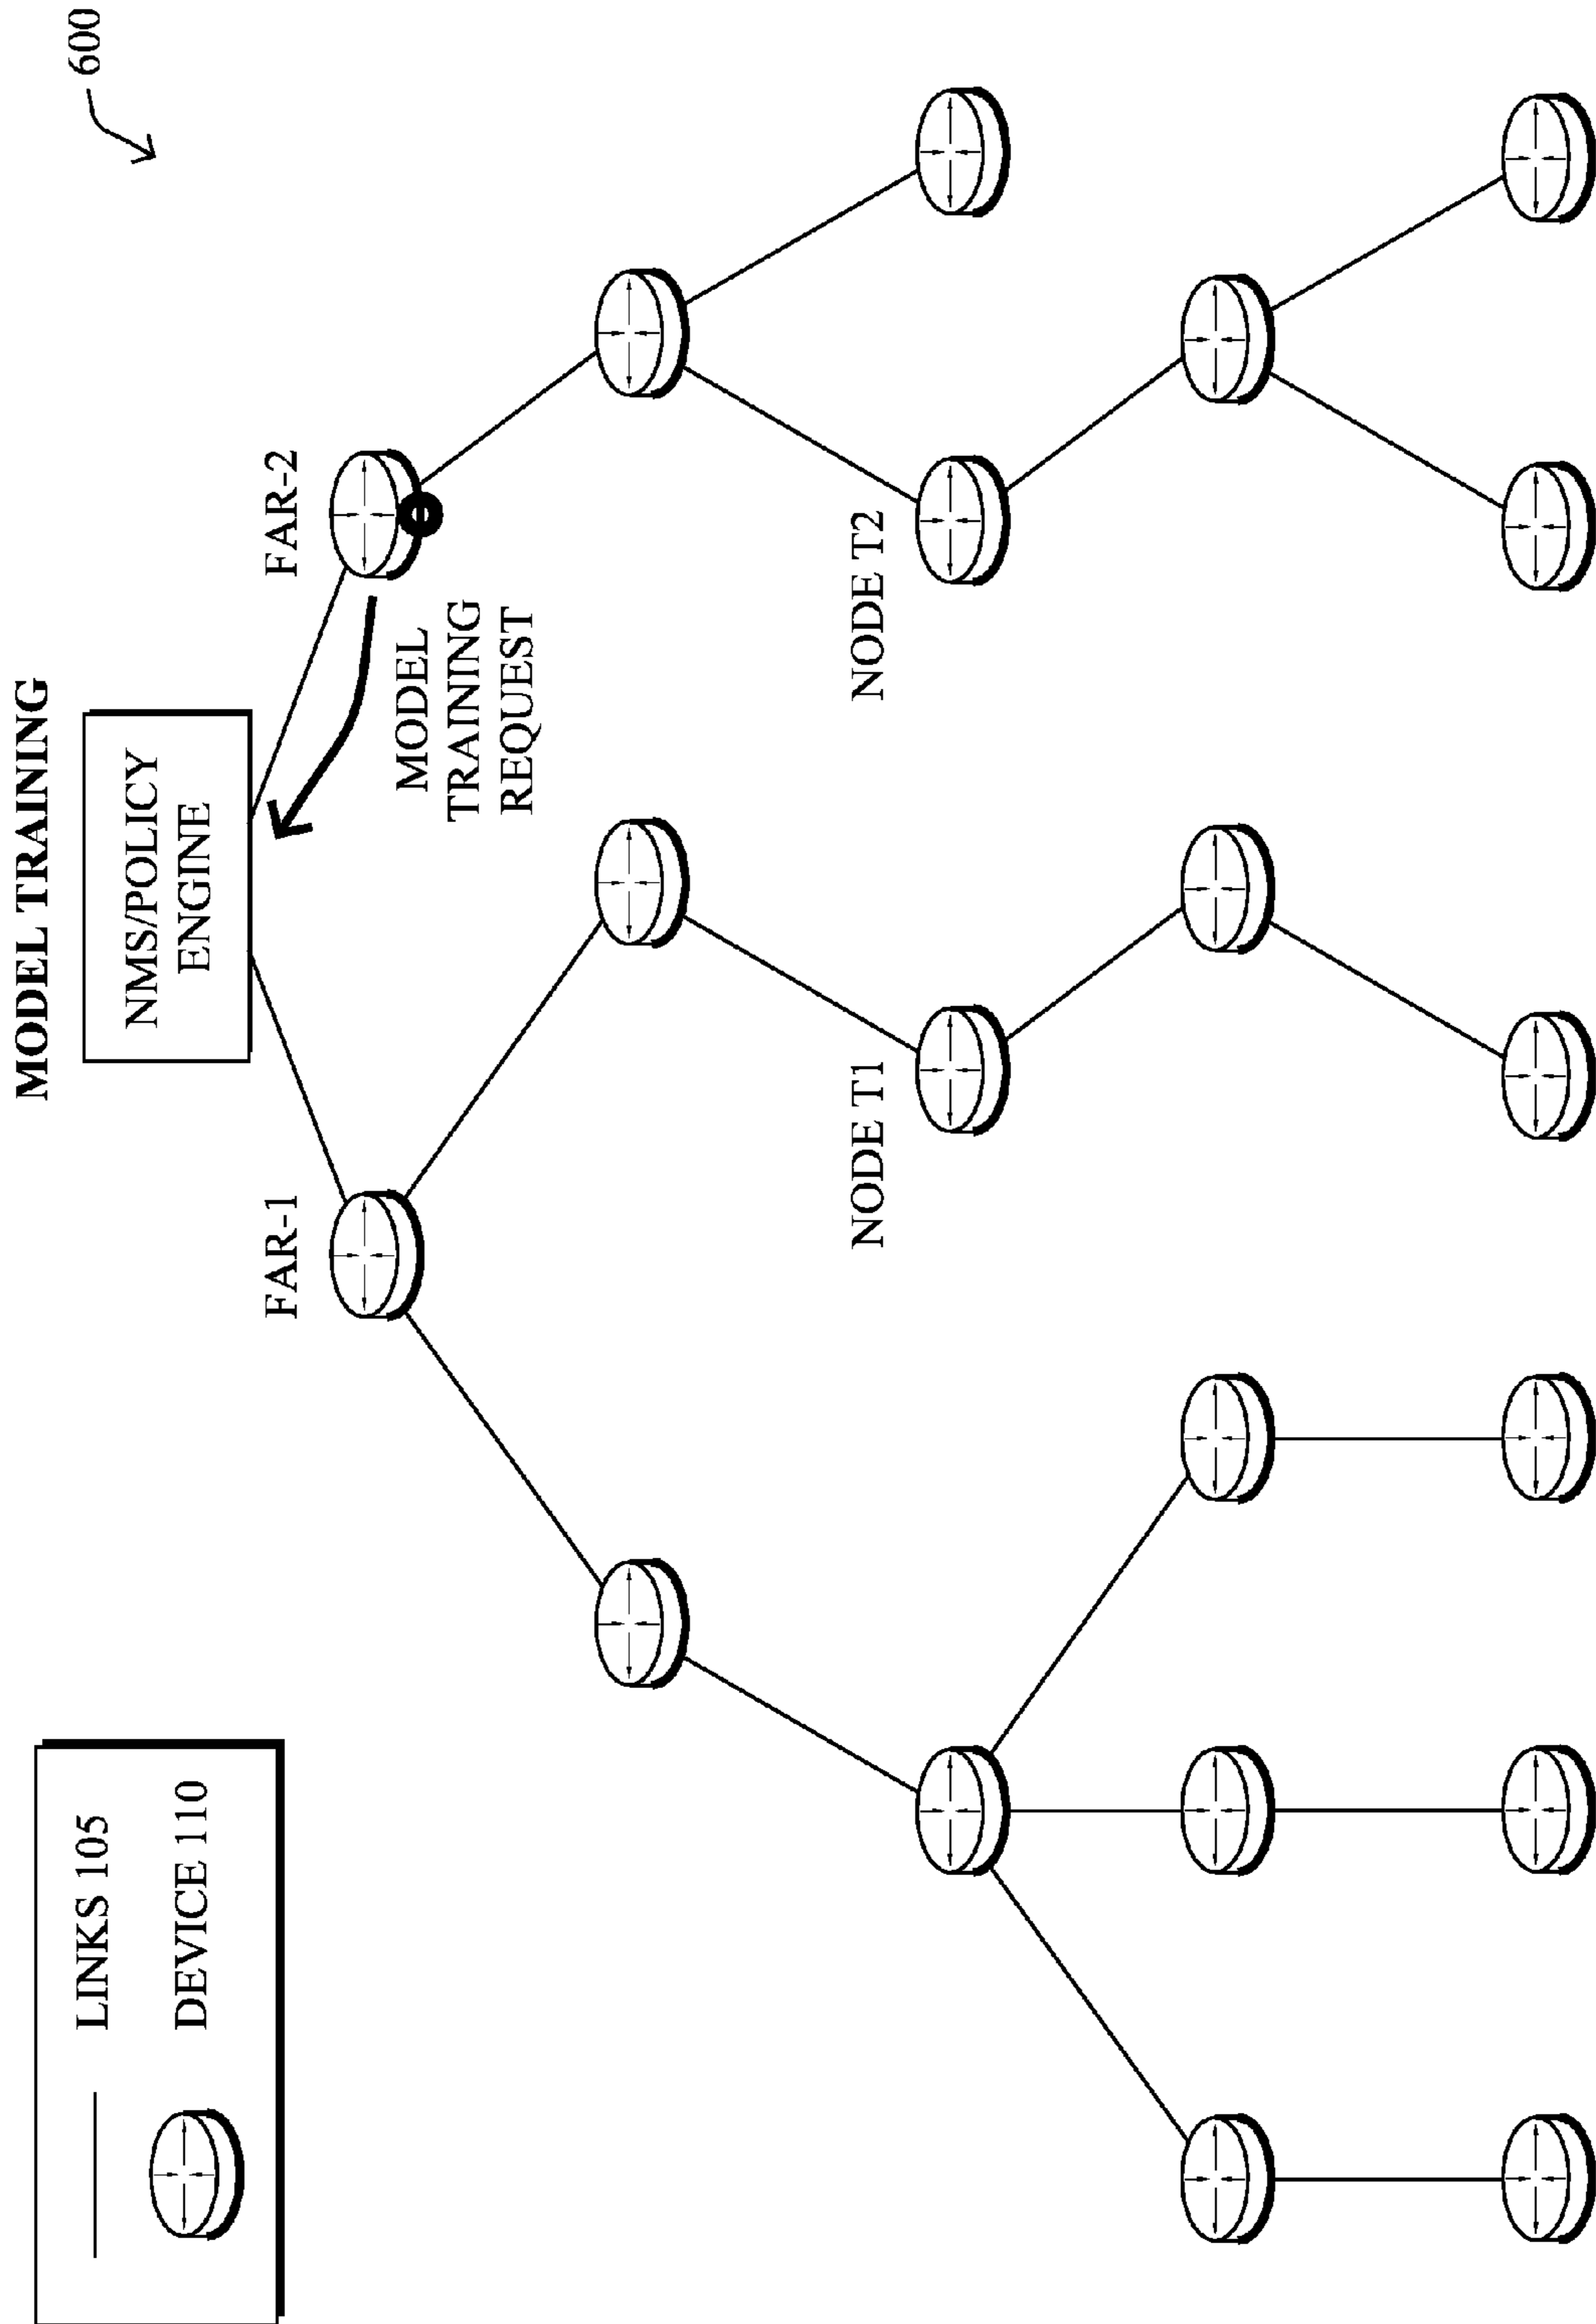 MODEL TRAINING
600
LINKS 105
DEVICE 110
NMS/POLICY
ENGINE
FAR-1
FAR-2
MODEL
TRAINING
REQUEST
NODE T1
NODE T2